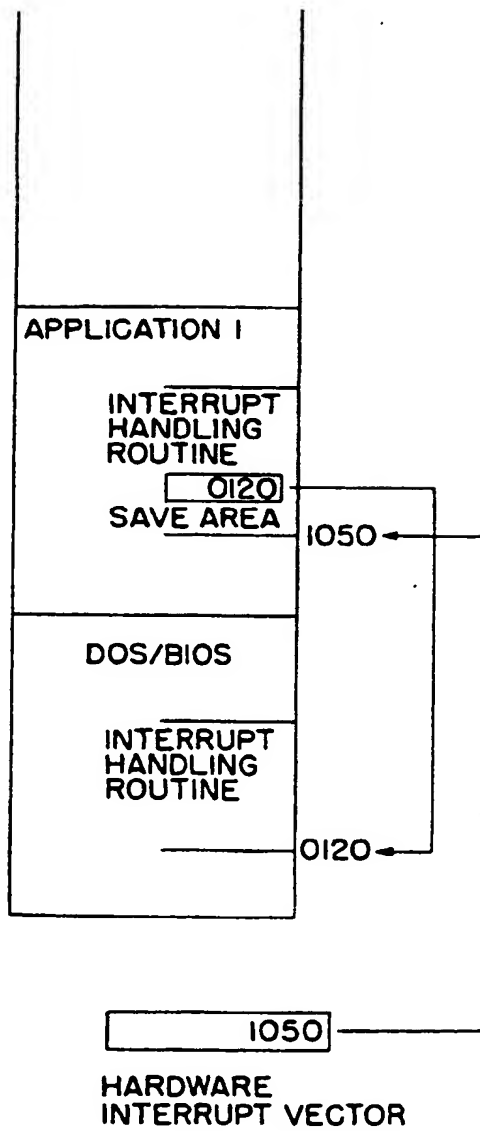 APPLICATION I
INTERRUPT
HANDLING
ROUTINE
0120
SAVE AREA
1050
DOS/BIOS
INTERRUPT
HANDLING
ROUTINE
0120
1050
HARDWARE
INTERRUPT VECTOR